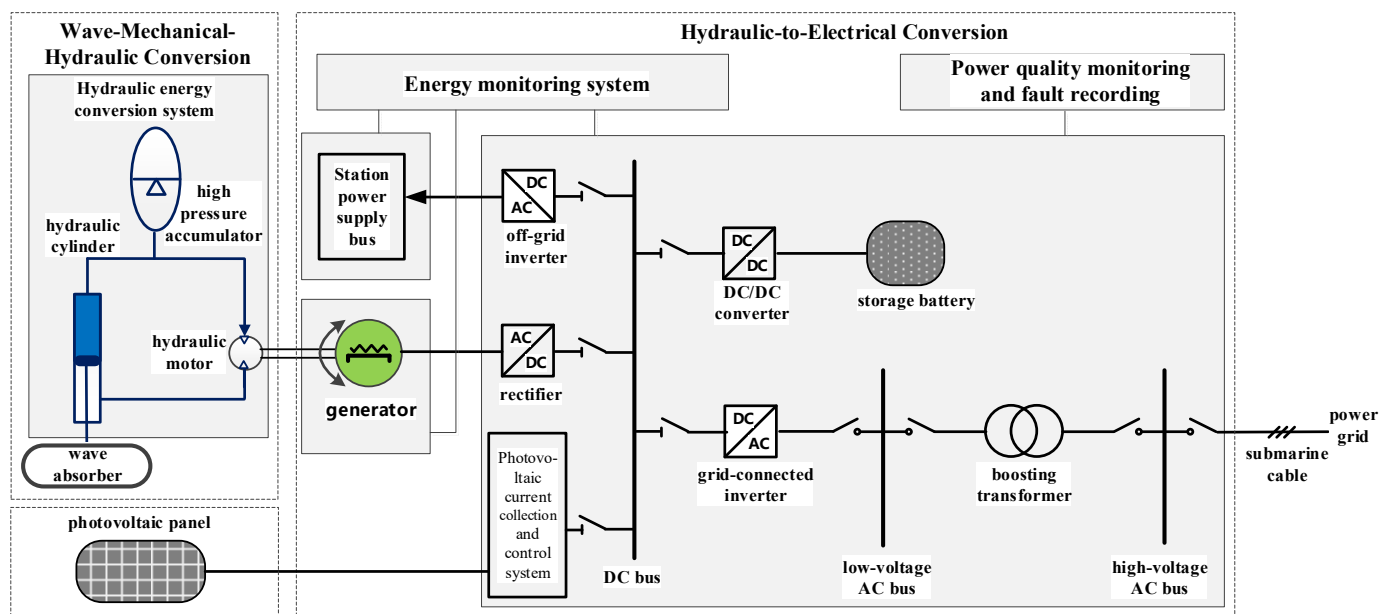 Wave-Mechanical-
Hydraulic Conversion
Hydraulic energy
conversion system
high
pressure
accumulator
hydraulic
cylinder
hydraulic
motor
wave
absorber
photovoltaic panel
Hydraulic-to-Electrical Conversion
Energy monitoring system
Power quality monitoring
and fault recording
Station
power
supply
bus
DC
AC
off-grid
inverter
DC
DC
DC/DC
converter
storage battery
generator
AC
DC
rectifier
Photovo-
ltaic
current
collection
and
control
system
DC bus
DC
AC
grid-connected
inverter
low-voltage
AC bus
boosting
transformer
high-voltage
AC bus
power
grid
submarine
cable